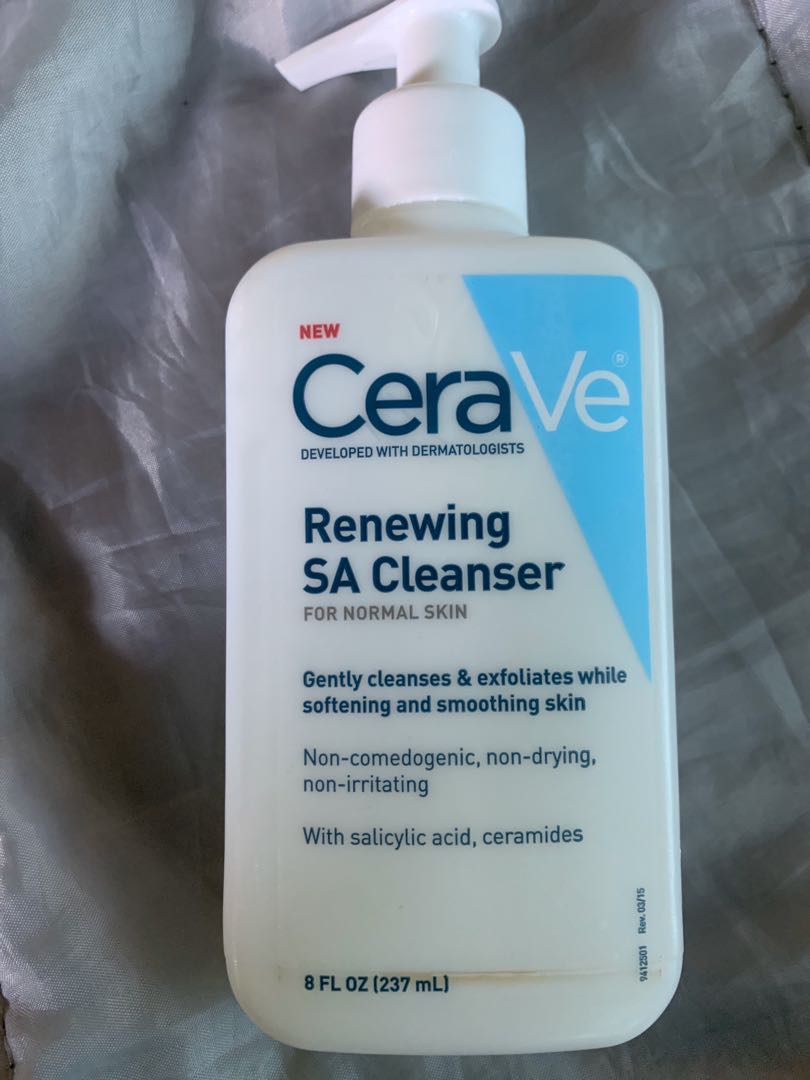 NEW
CeraVe®
DEVELOPED WITH DERMATOLOGISTS
Renewing
SA Cleanser
FOR NORMAL SKIN
Gently cleanses & exfoliates while
softening and smoothing skin
Non-comedogenic, non-drying,
non-irritating
With salicylic acid, ceramides
8 FL OZ (237 mL)
9412501 Rev. 03/15